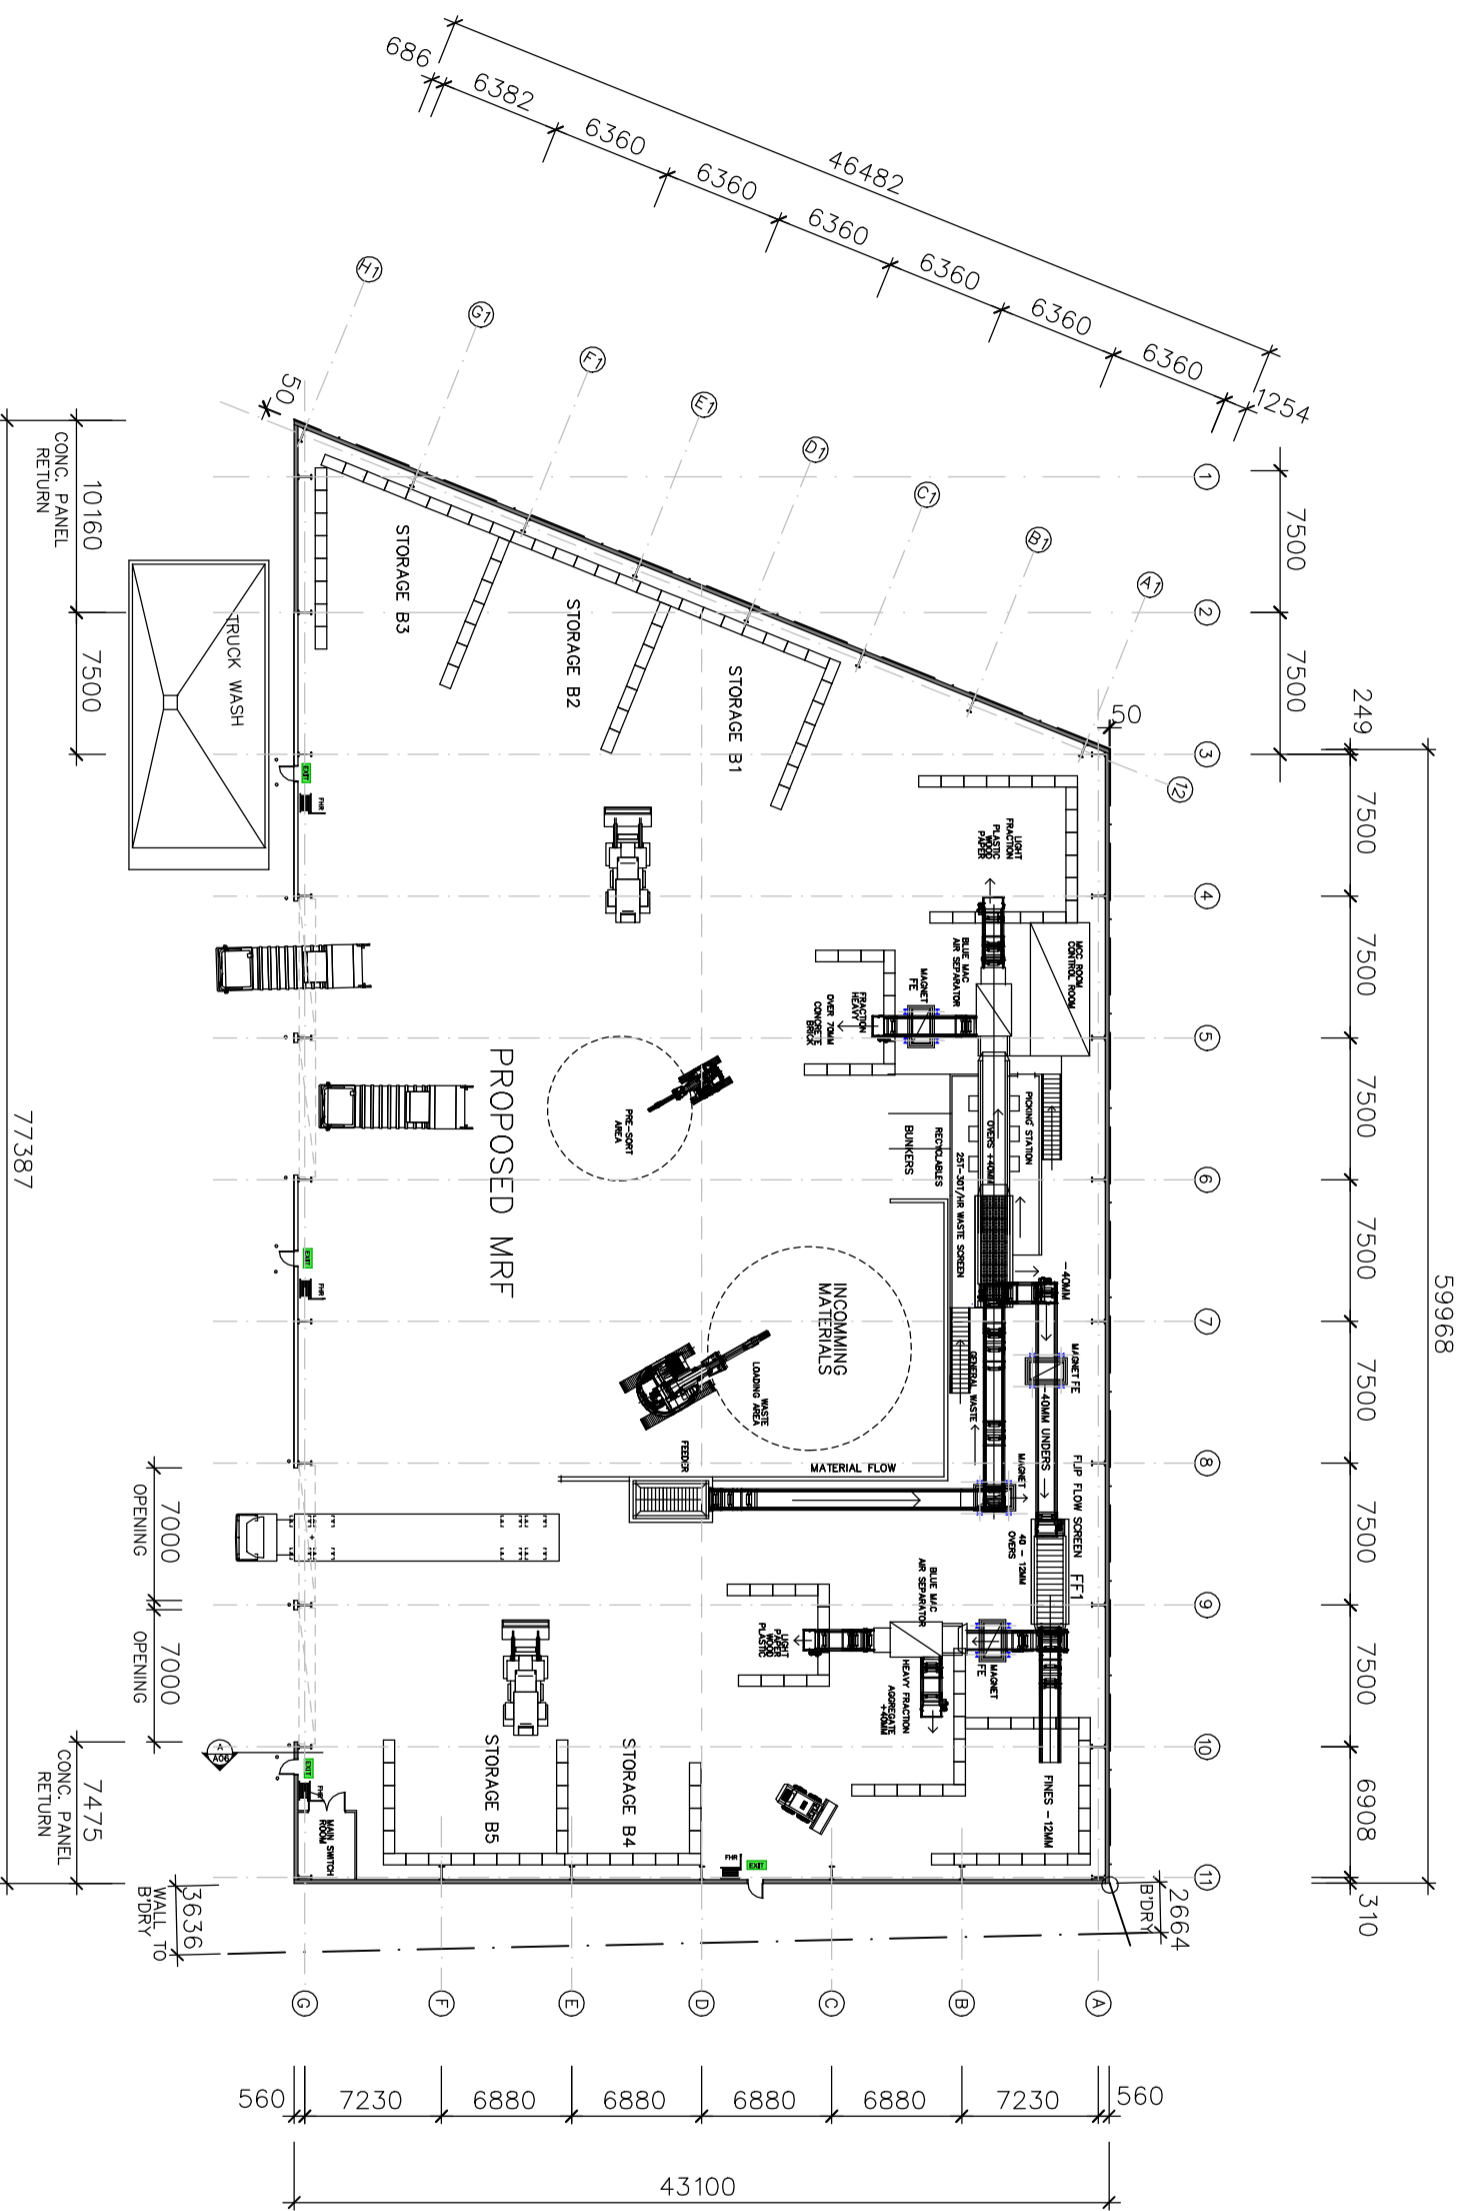 686
6382
6360
6360
6360
6360
6360
6360
1254
46482
H1
G1
F1
E1
D1
C1
B1
A1
50
50
1
2
3
12
4
5
6
7
8
9
10
11
7500
7500
249
7500
7500
7500
7500
7500
7500
7500
6908
310
59968
10160
CONC. PANEL
RETURN
7500
TRUCK WASH
STORAGE B3
STORAGE B2
STORAGE B1
EXIT
FHR
LIGHT
FRACTION
PLASTIC
WOOD
PAPER
MCC ROOM
CONTROL ROOM
BLUE MAC
AIR SEPARATOR
MAGNET
FE
FRACTION
HEAVY
OVER 70MM
CONCRETE
BRICK
PICKING STATION
OVERS +40MM
25T-30T/HR WASTE SCREEN
RECYCLABLES
BUNKERS
PRE-SORT
AREA
PROPOSED MRF
INCOMMING
MATERIALS
WASTE
LOADING AREA
-40MM
MAGNET FE
-40MM UNDERS
GENERAL WASTE
MAGNET
FLIP FLOW SCREEN FF1
40 - 12MM
OVERS
MATERIAL FLOW
FEEDER
EXIT
FHR
BLUE MAC
AIR SEPARATOR
LIGHT
PAPER
WOOD
PLASTIC
MAGNET
FE
HEAVY FRACTION
AGGREGATE
+40MM
FINES -12MM
STORAGE B4
STORAGE B5
EXIT
FHR
MAIN SWITCH
ROOM
FHR
EXIT
A
A06
7000
OPENING
7000
OPENING
7475
CONC. PANEL
RETURN
77387
3636
WALL TO
B'DRY
2664
B'DRY
G
F
E
D
C
B
A
560
7230
6880
6880
6880
6880
7230
560
43100